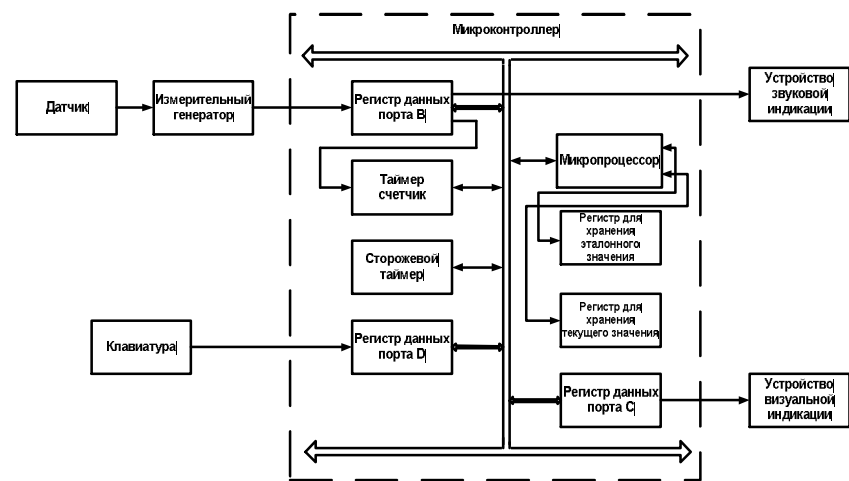 Микроконтроллер
Датчик
Измерительный
генератор
Регистр данных
порта B
Устройство
звуковой
индикации
Микропроцессор
Таймер
счетчик
Регистр для
хранения
эталонного
значения
Сторожевой
таймер
Регистр для
хранения
текущего значения
Клавиатура
Регистр данных
порта D
Регистр данных
порта C
Устройство
визуальной
индикации